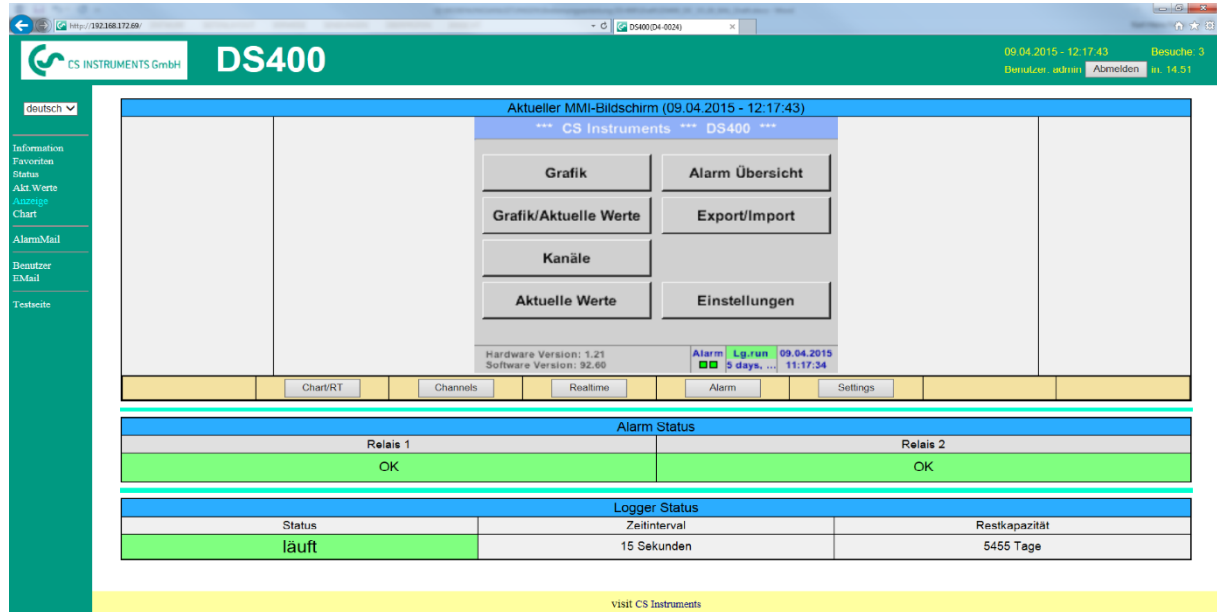 http://192.168.172.69/
DS400(D4-0024)
CS INSTRUMENTS GmbH
DS400
09.04.2015 - 12:17:43 Besuche: 3
Benutzer: admin Abmelden in: 14:51
deutsch
Information
Favoriten
Status
Akt.Werte
Anzeige
Chart
AlarmMail
Benutzer
EMail
Testseite
Aktueller MMI-Bildschirm (09.04.2015 - 12:17:43)
*** CS Instruments *** DS400 ***
Grafik Alarm Übersicht
Grafik/Aktuelle Werte Export/Import
Kanäle
Aktuelle Werte Einstellungen
Hardware Version: 1.21 Alarm Lg.run 09.04.2015
Software Version: 92.60 5 days, ... 11:17:34
Chart/RT Channels Realtime Alarm Settings
Alarm Status
Relais 1 Relais 2
OK OK
Logger Status
Status Zeitinterval Restkapazität
läuft 15 Sekunden 5455 Tage
visit CS Instruments